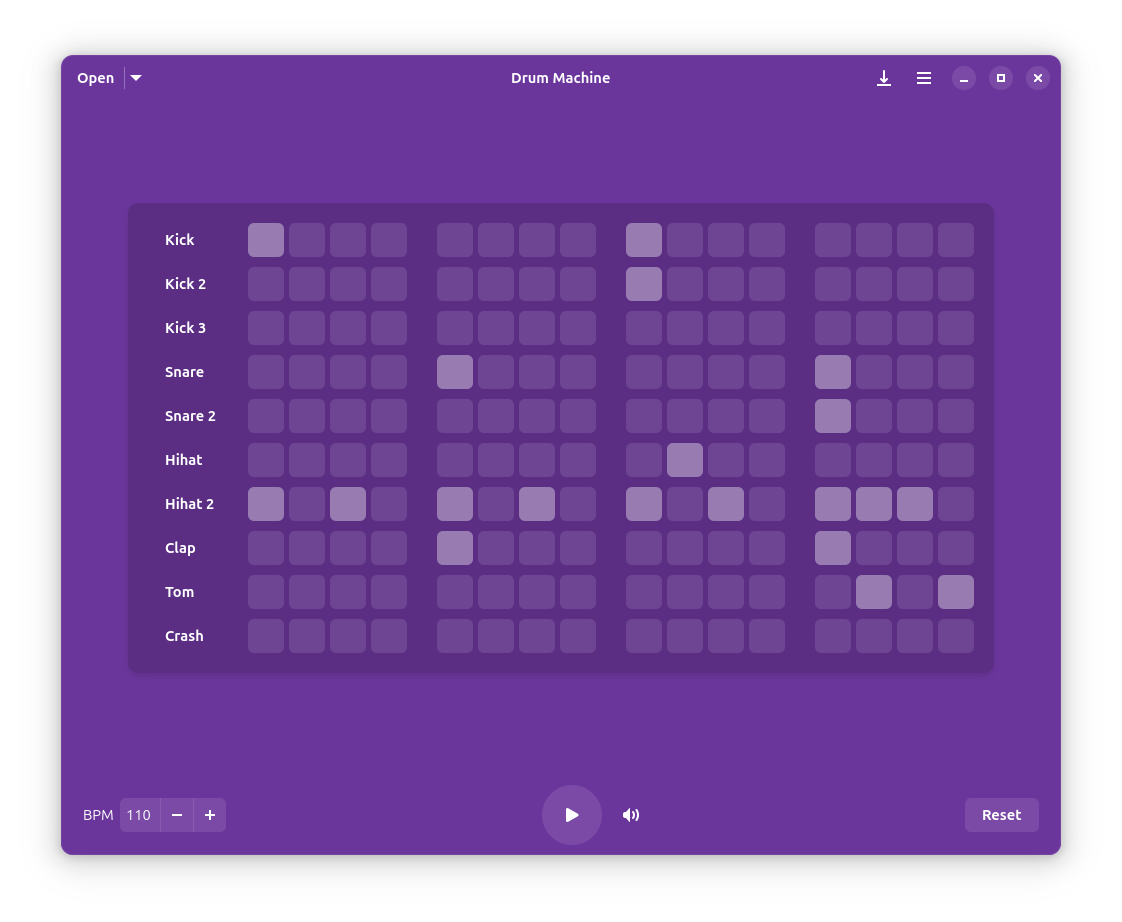 Open
Drum Machine
Kick
Kick 2
Kick 3
Snare
Snare 2
Hihat
Hihat 2
Clap
Tom
Crash
BPM 110
Reset